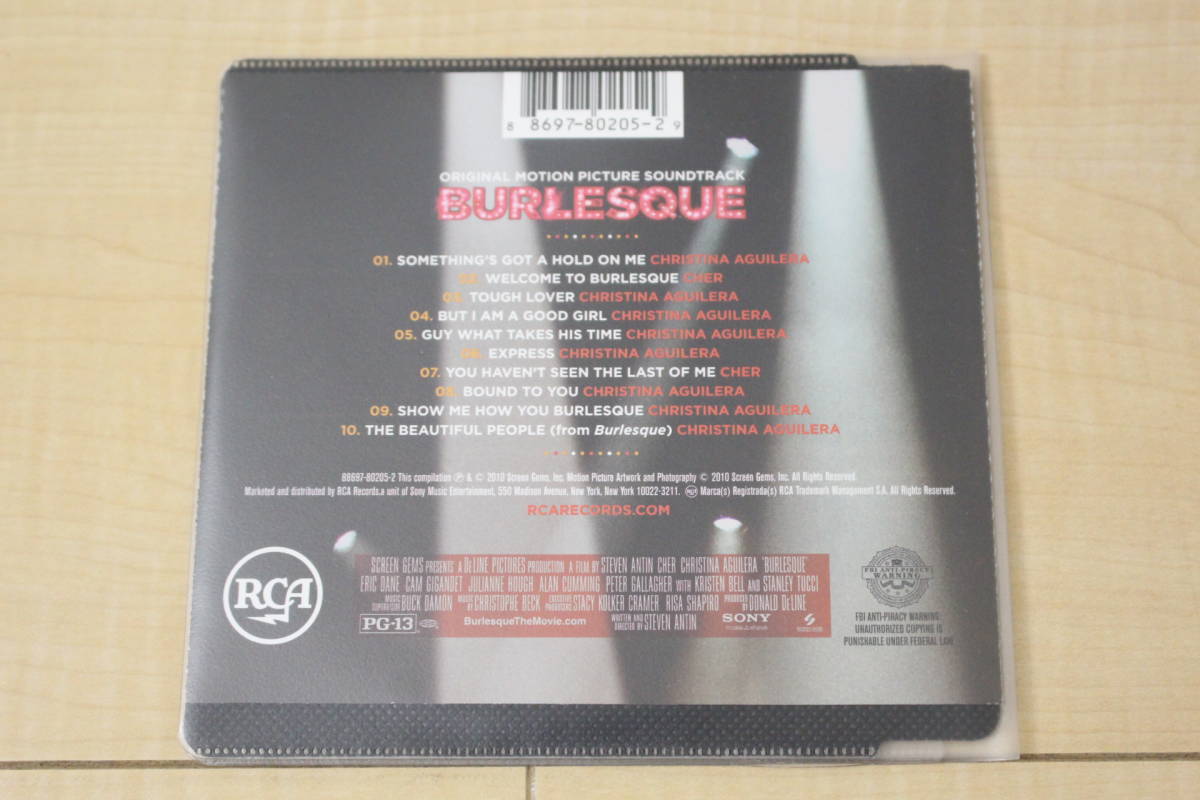 8 8697-80205-2 9
ORIGINAL MOTION PICTURE SOUNDTRACK
BURLESQUE
01. SOMETHING'S GOT A HOLD ON ME CHRISTINA AGUILERA
02. WELCOME TO BURLESQUE CHER
03. TOUGH LOVER CHRISTINA AGUILERA
04. BUT I AM A GOOD GIRL CHRISTINA AGUILERA
05. GUY WHAT TAKES HIS TIME CHRISTINA AGUILERA
06. EXPRESS CHRISTINA AGUILERA
07. YOU HAVEN'T SEEN THE LAST OF ME CHER
08. BOUND TO YOU CHRISTINA AGUILERA
09. SHOW ME HOW YOU BURLESQUE CHRISTINA AGUILERA
10. THE BEAUTIFUL PEOPLE (from Burlesque) CHRISTINA AGUILERA
88697-80205-2 This compilation ℗ & © 2010 Screen Gems, Inc. Motion Picture Artwork and Photography © 2010 Screen Gems, Inc. All Rights Reserved.
Marketed and distributed by RCA Records, a unit of Sony Music Entertainment, 550 Madison Avenue, New York, New York 10022-3211. Marca(s) Registrada(s) RCA Trademark Management S.A. All Rights Reserved.
RCARECORDS.COM
RCA
SCREEN GEMS PRESENTS A DE LINE PICTURES PRODUCTION A FILM BY STEVEN ANTIN CHER CHRISTINA AGUILERA "BURLESQUE"
ERIC DANE CAM GIGANDET JULIANNE HOUGH ALAN CUMMING PETER GALLAGHER WITH KRISTEN BELL AND STANLEY TUCCI
MUSIC SUPERVISOR BUCK DAMON MUSIC BY CHRISTOPHE BECK EXECUTIVE PRODUCERS STACY KOLKER CRAMER RISA SHAPIRO PRODUCED BY DONALD DE LINE
PG-13 BurlesqueTheMovie.com WRITTEN AND DIRECTED BY STEVEN ANTIN SONY
FBI ANTI-PIRACY
WARNING
FBI ANTI-PIRACY WARNING:
UNAUTHORIZED COPYING IS
PUNISHABLE UNDER FEDERAL LAW.